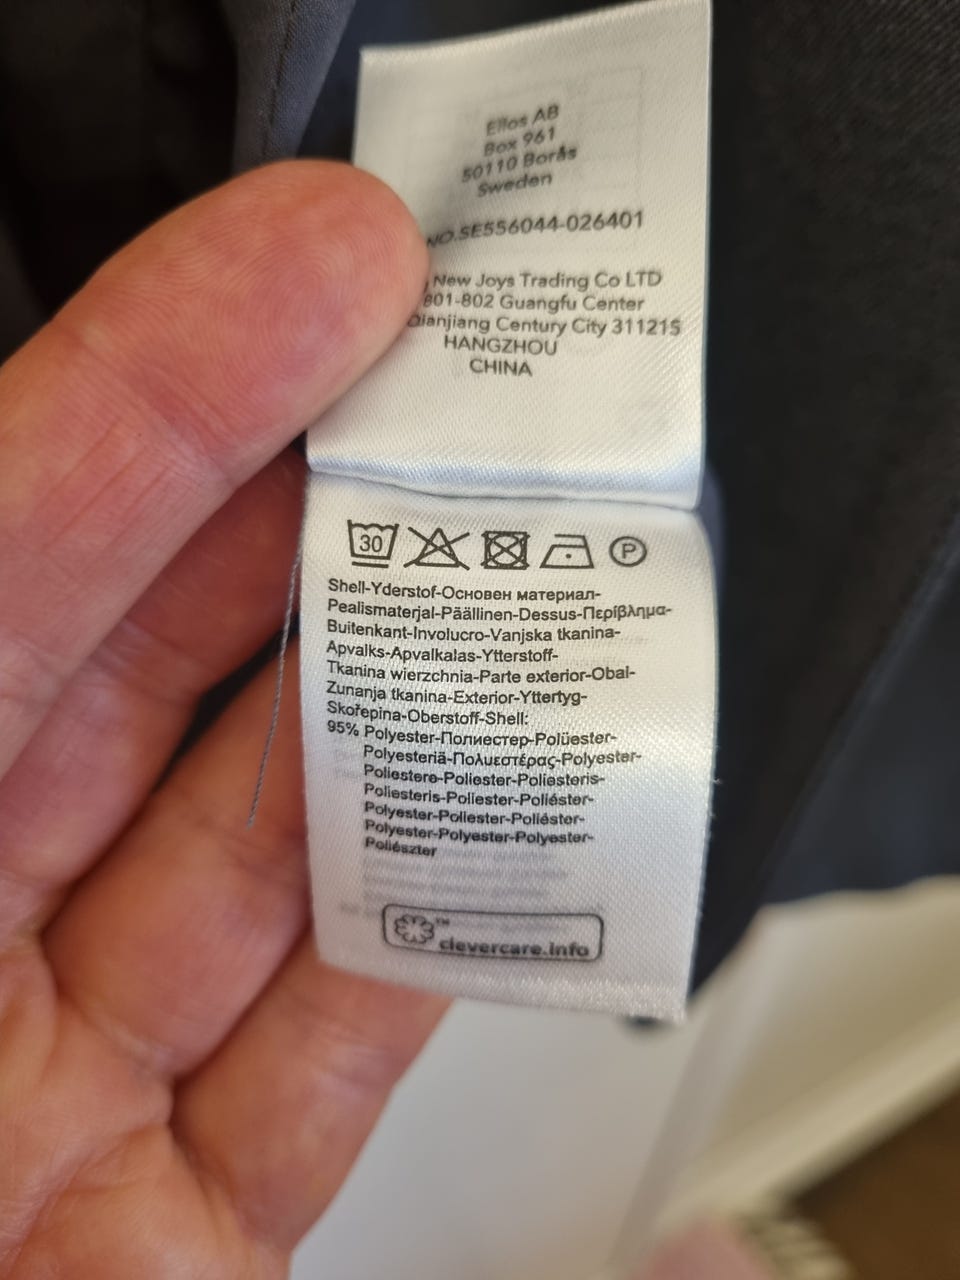 Ellos AB
Box 961
50110 Borås
Sweden
NO.SE556044-026401
New Joys Trading Co LTD
801-802 Guangfu Center
Qianjiang Century City 311215
HANGZHOU
CHINA
30 P
Shell-Yderstof-Основен материал-
Pealismaterjal-Päällinen-Dessus-Περίβλημα-
Buitenkant-Involucro-Vanjska tkanina-
Apvalks-Apvalkalas-Ytterstoff-
Tkanina wierzchnia-Parte exterior-Obal-
Zunanja tkanina-Exterior-Yttertyg-
Skořepina-Oberstoff-Shell:
95% Polyester-Полиестер-Polüester-
Polyesteriä-Πολυεστέρας-Polyester-
Poliestere-Poliester-Poliesteris-
Poliesteris-Poliester-Poliéster-
Polyester-Poliester-Poliéster-
Polyester-Polyester-Polyester-
Poliészter
™
clevercare.info